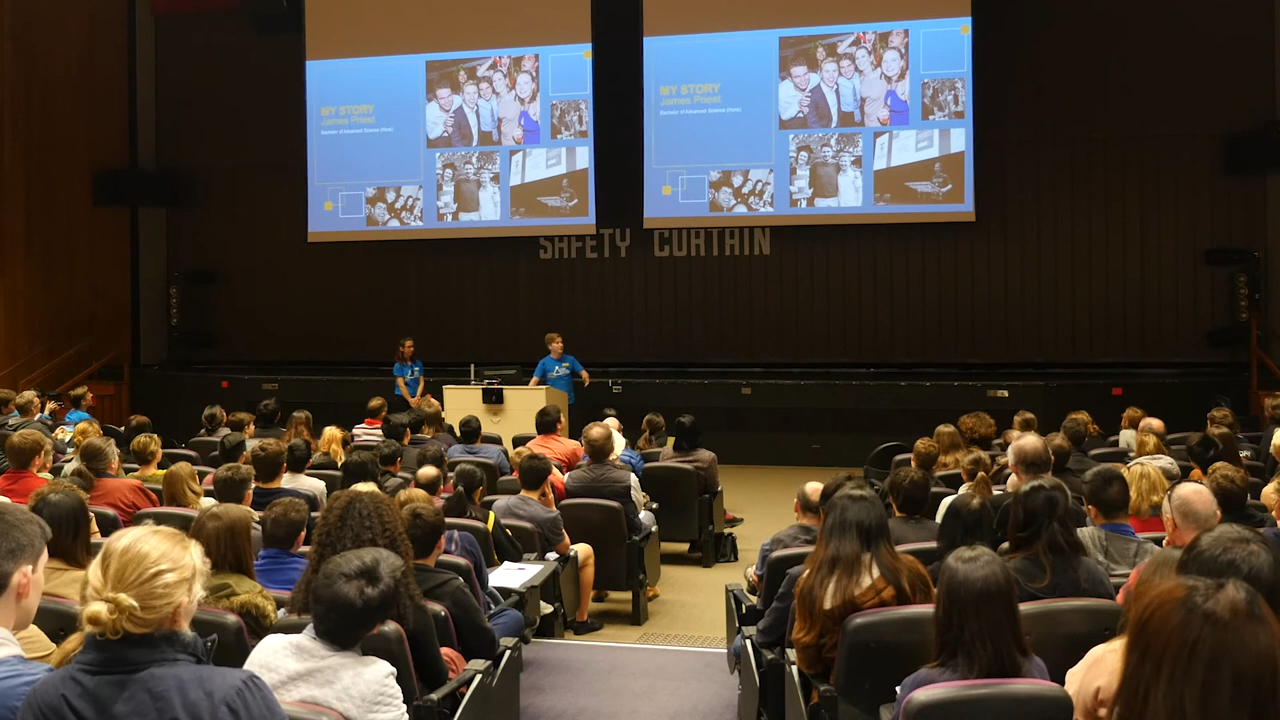 MY STORY
James Priest
Bachelor of Advanced Science (Hons)
MY STORY
James Priest
Bachelor of Advanced Science (Hons)
SAFETY CURTAIN